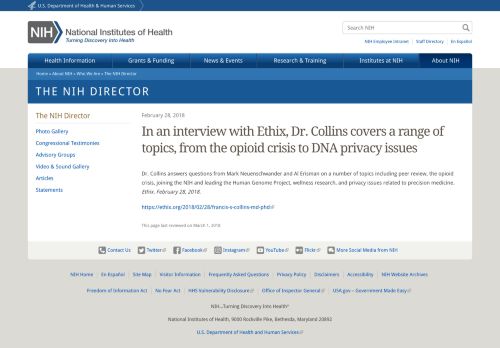 U.S. Department of Health & Human Services
NIH National Institutes of Health
Turning Discovery Into Health
Search NIH
NIH Employee Intranet Staff Directory En Español
Health Information Grants & Funding News & Events Research & Training Institutes at NIH About NIH
Home » About NIH » Who We Are » The NIH Director
THE NIH DIRECTOR
The NIH Director
Photo Gallery
Congressional Testimonies
Advisory Groups
Video & Sound Gallery
Articles
Statements
February 28, 2018
In an interview with Ethix, Dr. Collins covers a range of
topics, from the opioid crisis to DNA privacy issues
Dr. Collins answers questions from Mark Neuenschwander and Al Erisman on a number of topics including peer review, the opioid
crisis, joining the NIH and leading the Human Genome Project, wellness research, and privacy issues related to precision medicine.
Ethix, February 28, 2018.
https://ethix.org/2018/02/28/francis-s-collins-md-phd
This page last reviewed on March 1, 2018
Contact Us Twitter Facebook Instagram YouTube Flickr More Social Media from NIH
NIH Home En Español Site Map Visitor Information Frequently Asked Questions Privacy Policy Disclaimers Accessibility NIH Website Archives
Freedom of Information Act No Fear Act HHS Vulnerability Disclosure Office of Inspector General USA.gov – Government Made Easy
NIH…Turning Discovery Into Health®
National Institutes of Health, 9000 Rockville Pike, Bethesda, Maryland 20892
U.S. Department of Health and Human Services